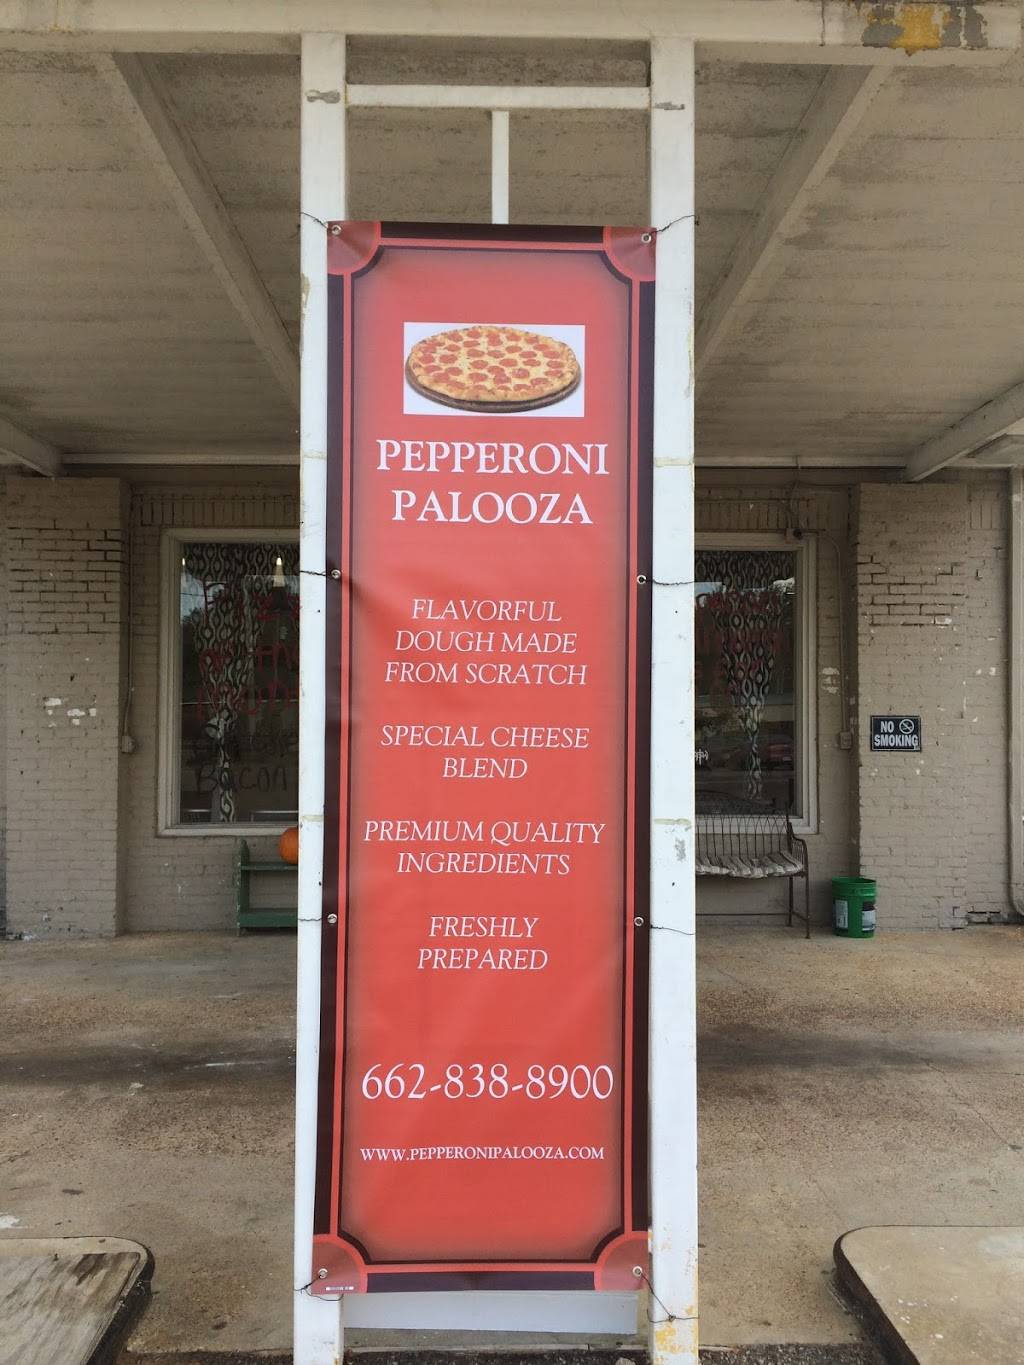 PEPPERONI
PALOOZA
FLAVORFUL
DOUGH MADE
FROM SCRATCH
SPECIAL CHEESE
BLEND
PREMIUM QUALITY
INGREDIENTS
FRESHLY
PREPARED
662-838-8900
WWW.PEPPERONIPALOOZA.COM
NO
SMOKING
Bacon